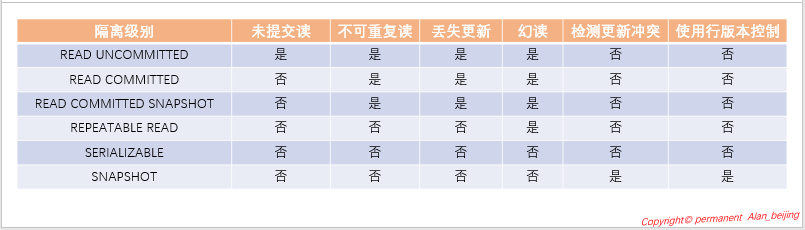 隔离级别 未提交读 不可重复读 丢失更新 幻读 检测更新冲突 使用行版本控制
READ UNCOMMITTED 是 是 是 是 否 否
READ COMMITTED 否 是 是 是 否 否
READ COMMITTED SNAPSHOT 否 是 是 是 否 否
REPEATABLE READ 否 否 否 是 否 否
SERIALIZABLE 否 否 否 否 否 否
SNAPSHOT 否 否 否 否 是 是
Copyright© permanent Alan_beijing